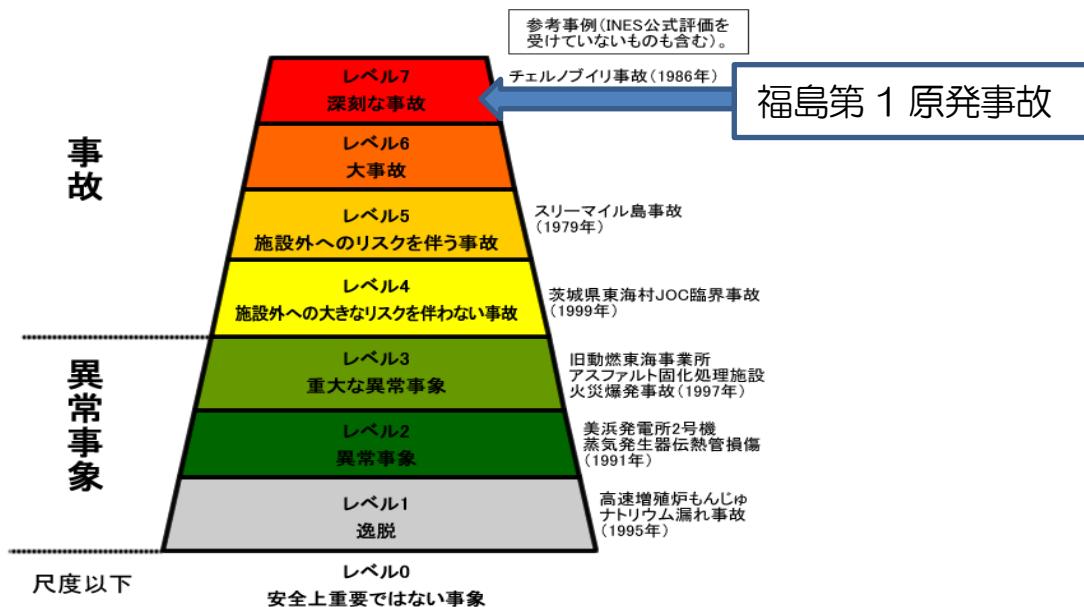 参考事例(INES公式評価を
受けていないものも含む)。
レベル7
深刻な事故
チェルノブイリ事故(1986年)
福島第１原発事故
事故
レベル6
大事故
レベル5
施設外へのリスクを伴う事故
スリーマイル島事故
(1979年)
レベル4
施設外への大きなリスクを伴わない事故
茨城県東海村JOC臨界事故
(1999年)
異常事象
レベル3
重大な異常事象
旧動燃東海事業所
アスファルト固化処理施設
火災爆発事故(1997年)
レベル2
異常事象
美浜発電所2号機
蒸気発生器伝熱管損傷
(1991年)
レベル1
逸脱
高速増殖炉もんじゅ
ナトリウム漏れ事故
(1995年)
尺度以下
レベル0
安全上重要ではない事象